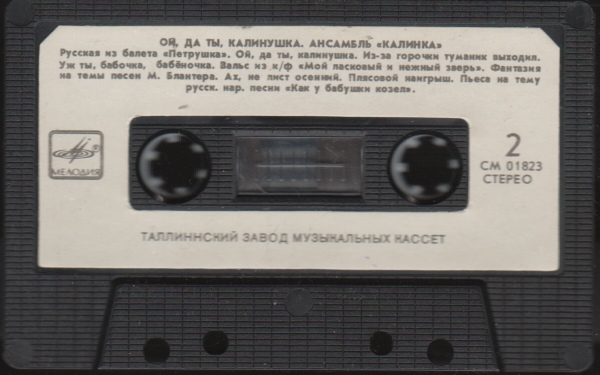 ОЙ, ДА ТЫ, КАЛИНУШКА. АНСАМБЛЬ «КАЛИНКА»
Русская из балета «Петрушка». Ой, да ты, калинушка. Из-за горочки туманик выходил.
Уж ты, бабочка, бабёночка. Вальс из к/ф «Мой ласковый и нежный зверь». Фантазия
на темы песен М. Блантера. Ах, не лист осенний. Плясовой наигрыш. Пьеса на тему
русск. нар. песни «Как у бабушки козел».
МЕЛОДИЯ
2
СМ 01823
СТЕРЕО
ТАЛЛИННСКИЙ ЗАВОД МУЗЫКАЛЬНЫХ КАССЕТ